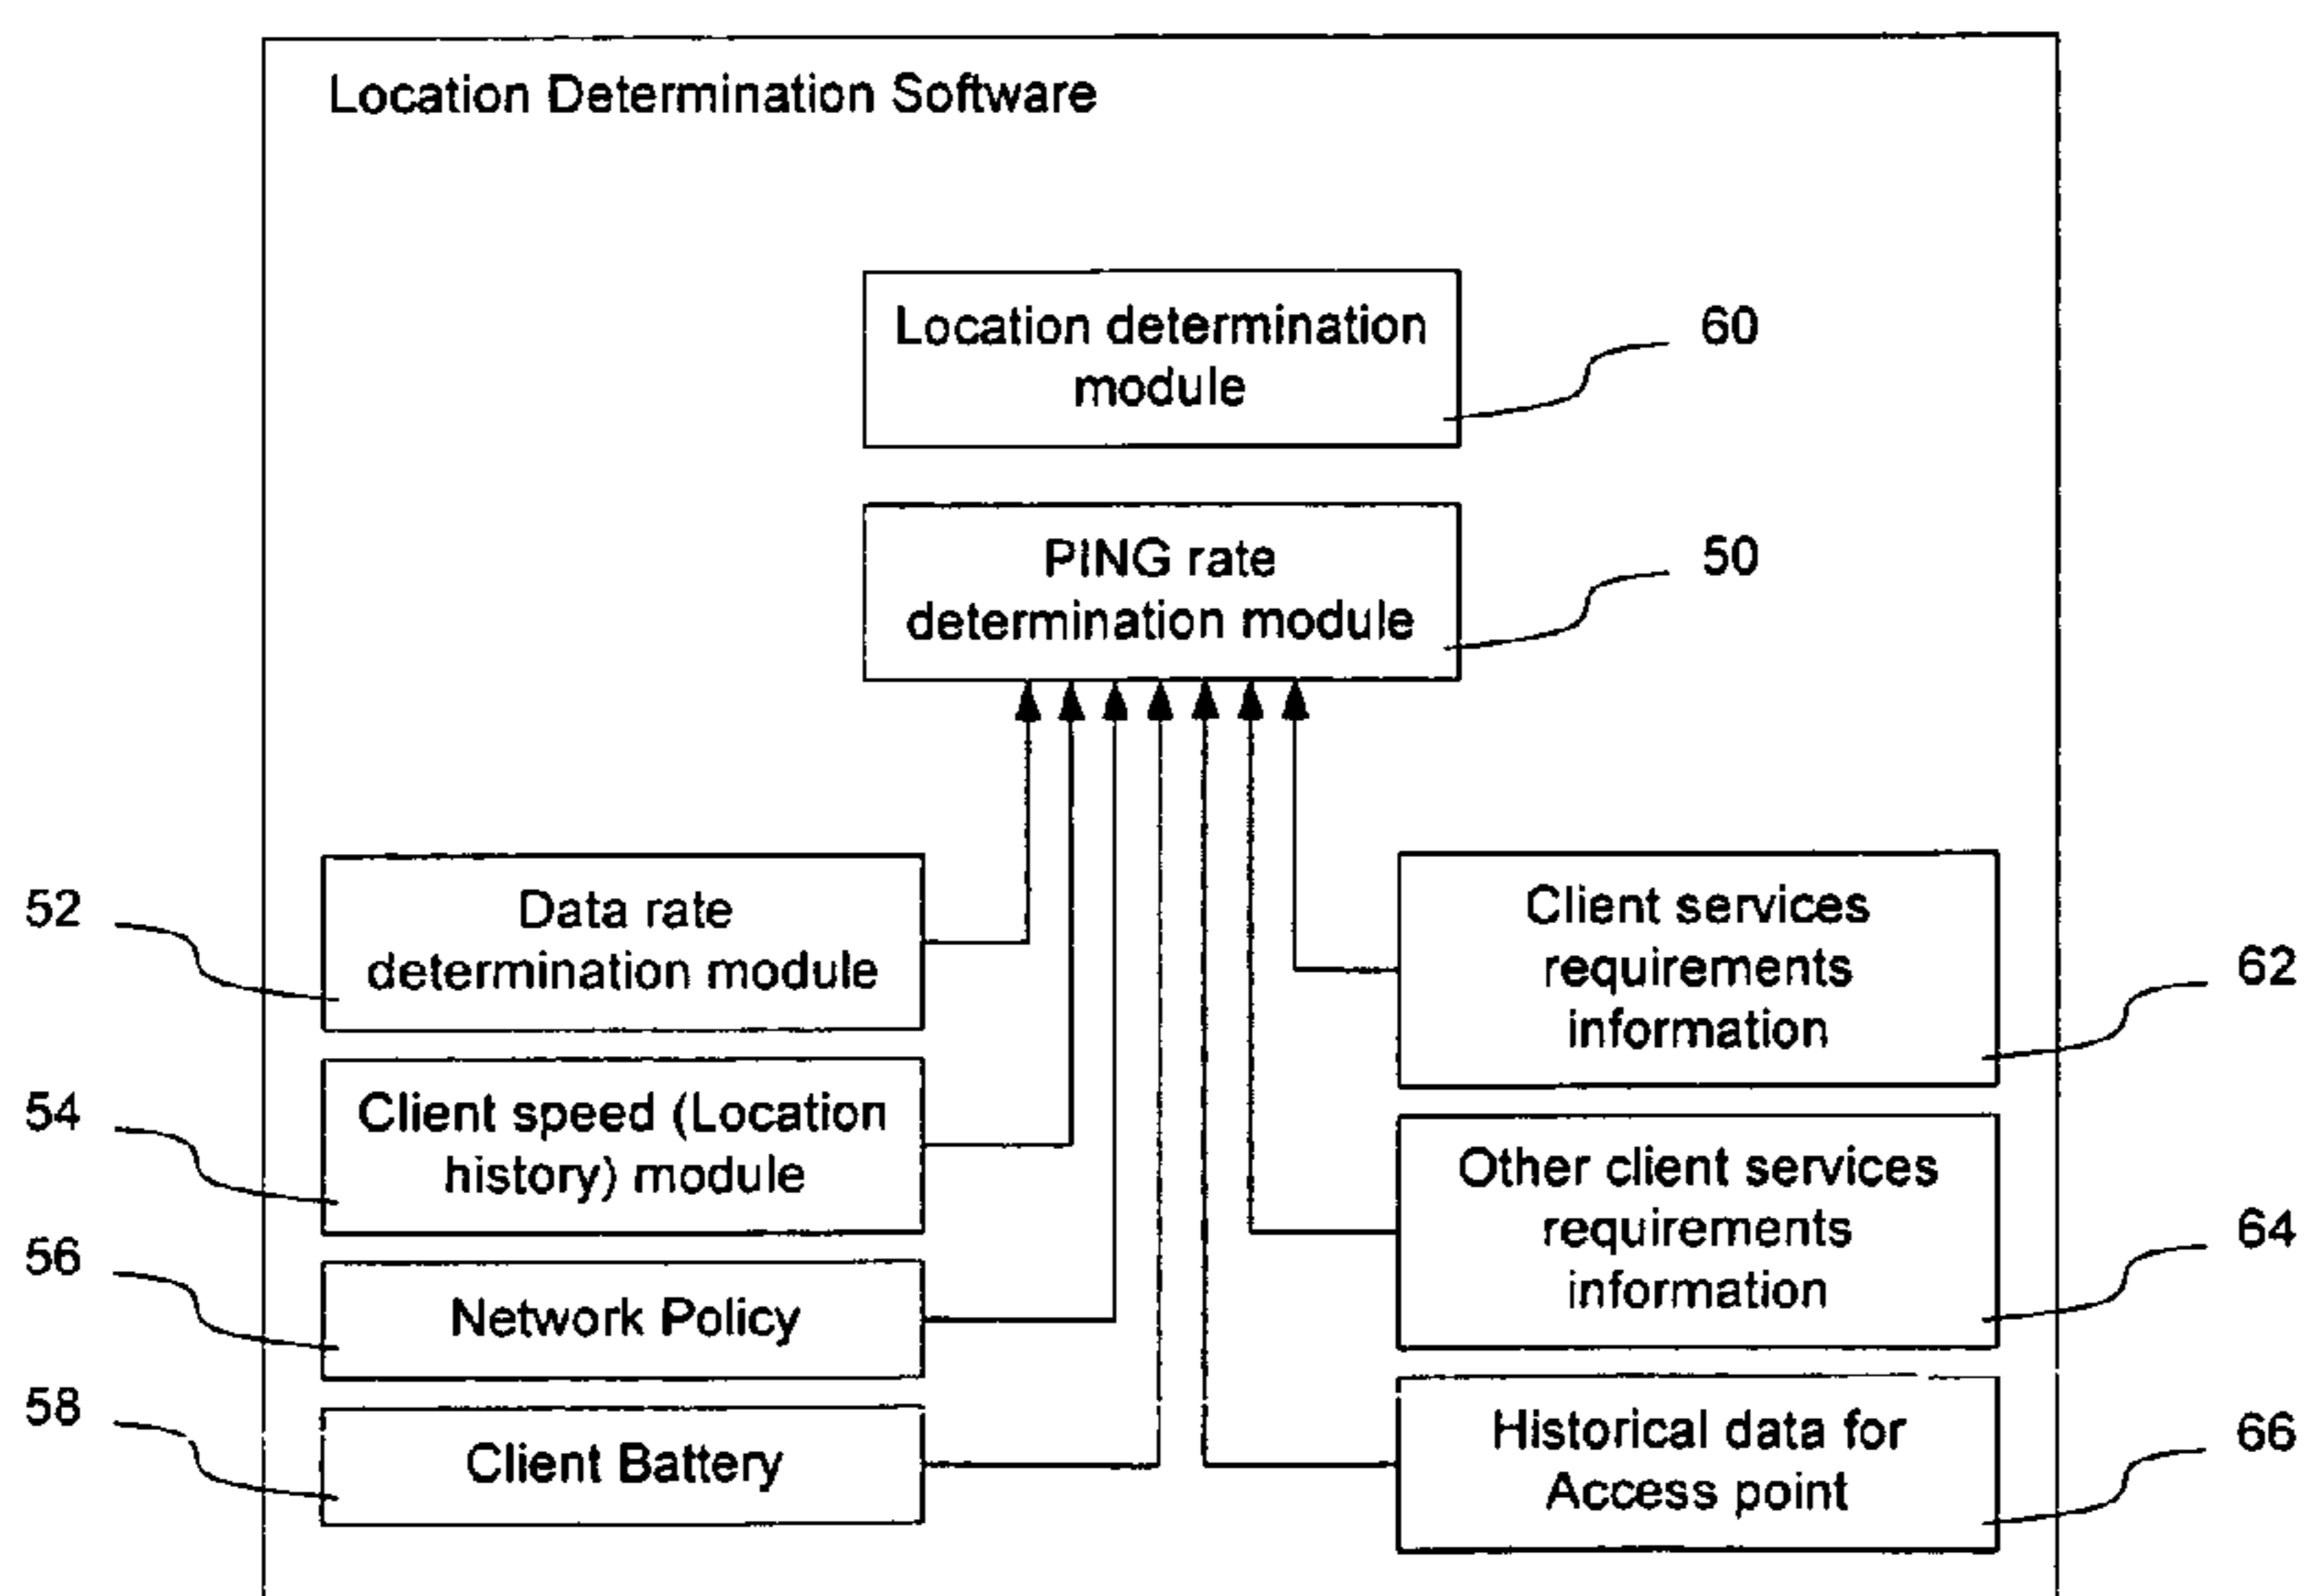 Location Determination Software
Location determination
module
60
PING rate
determination module
50
52
Data rate
determination module
54
Client speed (Location
history) module
56
Network Policy
58
Client Battery
Client services
requirements
information
62
Other client services
requirements
information
64
Historical data for
Access point
66